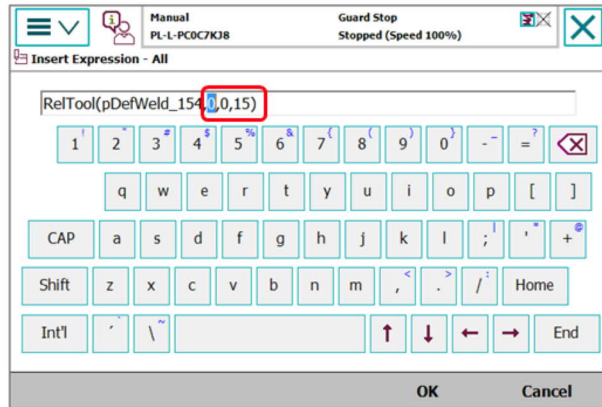 Manual Guard Stop
PL-L-PC0C7KJ8 Stopped (Speed 100%)
Insert Expression - All
RelTool(pDefWeld_154,0,0,15)
1 ! 2 " 3 # 4 $ 5 % 6 & 7 { 8 ( 9 ) 0 } - _ = ?
q w e r t y u i o p [ ]
CAP a s d f g h j k l ; | ' * + @
Shift z x c v b n m , < . > / : Home
Int'l ´ ` \ ~ ↑ ↓ ← → End
OK Cancel